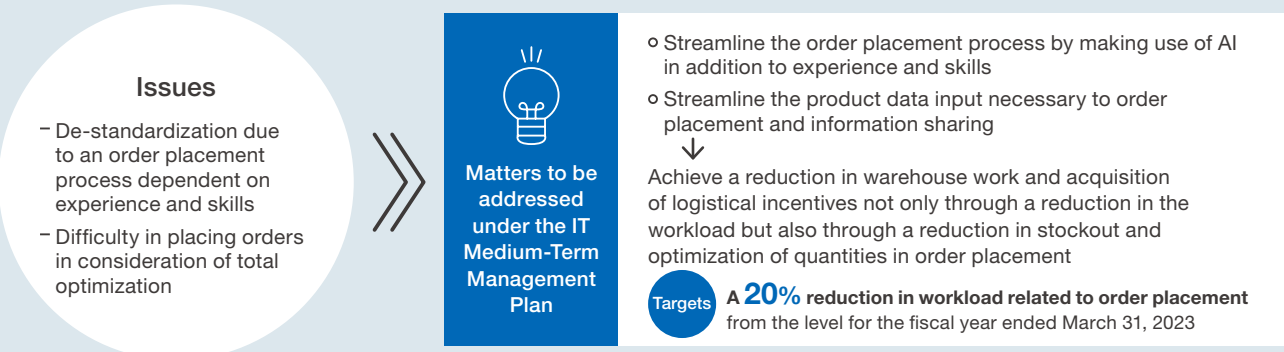 Issues
– De-standardization due
to an order placement
process dependent on
experience and skills
– Difficulty in placing orders
in consideration of total
optimization
Matters to be
addressed
under the IT
Medium-Term
Management
Plan
Streamline the order placement process by making use of AI
in addition to experience and skills
Streamline the product data input necessary to order
placement and information sharing
Achieve a reduction in warehouse work and acquisition
of logistical incentives not only through a reduction in the
workload but also through a reduction in stockout and
optimization of quantities in order placement
Targets
A 20% reduction in workload related to order placement
from the level for the fiscal year ended March 31, 2023